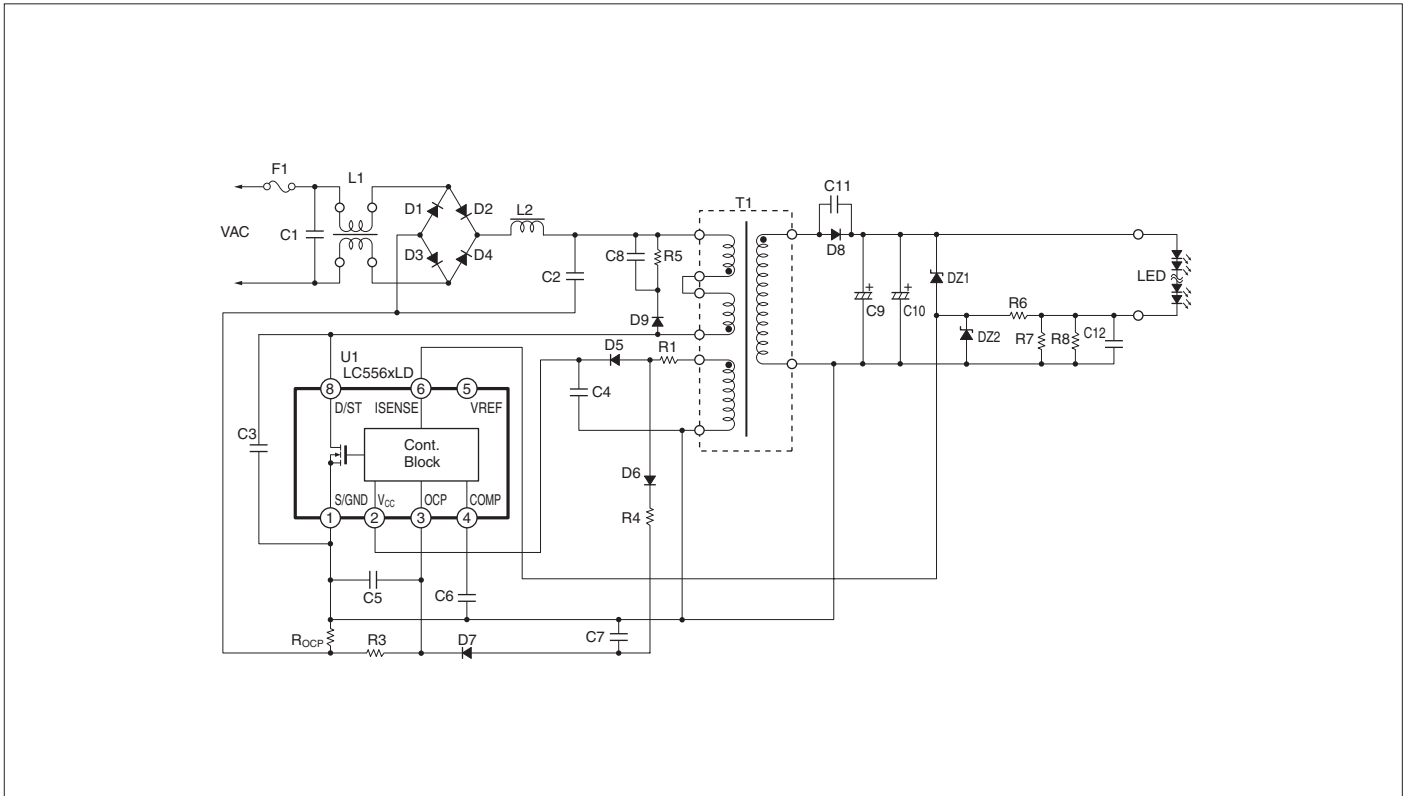 F1
L1
C11
T1
D1
D2
L2
VAC
C1
C8
R5
D8
D3
D4
C2
LED
DZ1
R6
C9
C10
D9
DZ2
R7
R8
C12
D5
R1
U1
LC556xLD
8
6
5
C4
D/ST
ISENSE
VREF
C3
Cont.
Block
D6
S/GND
VCC
OCP
COMP
R4
1
2
3
4
C5
C6
ROCP
R3
D7
C7